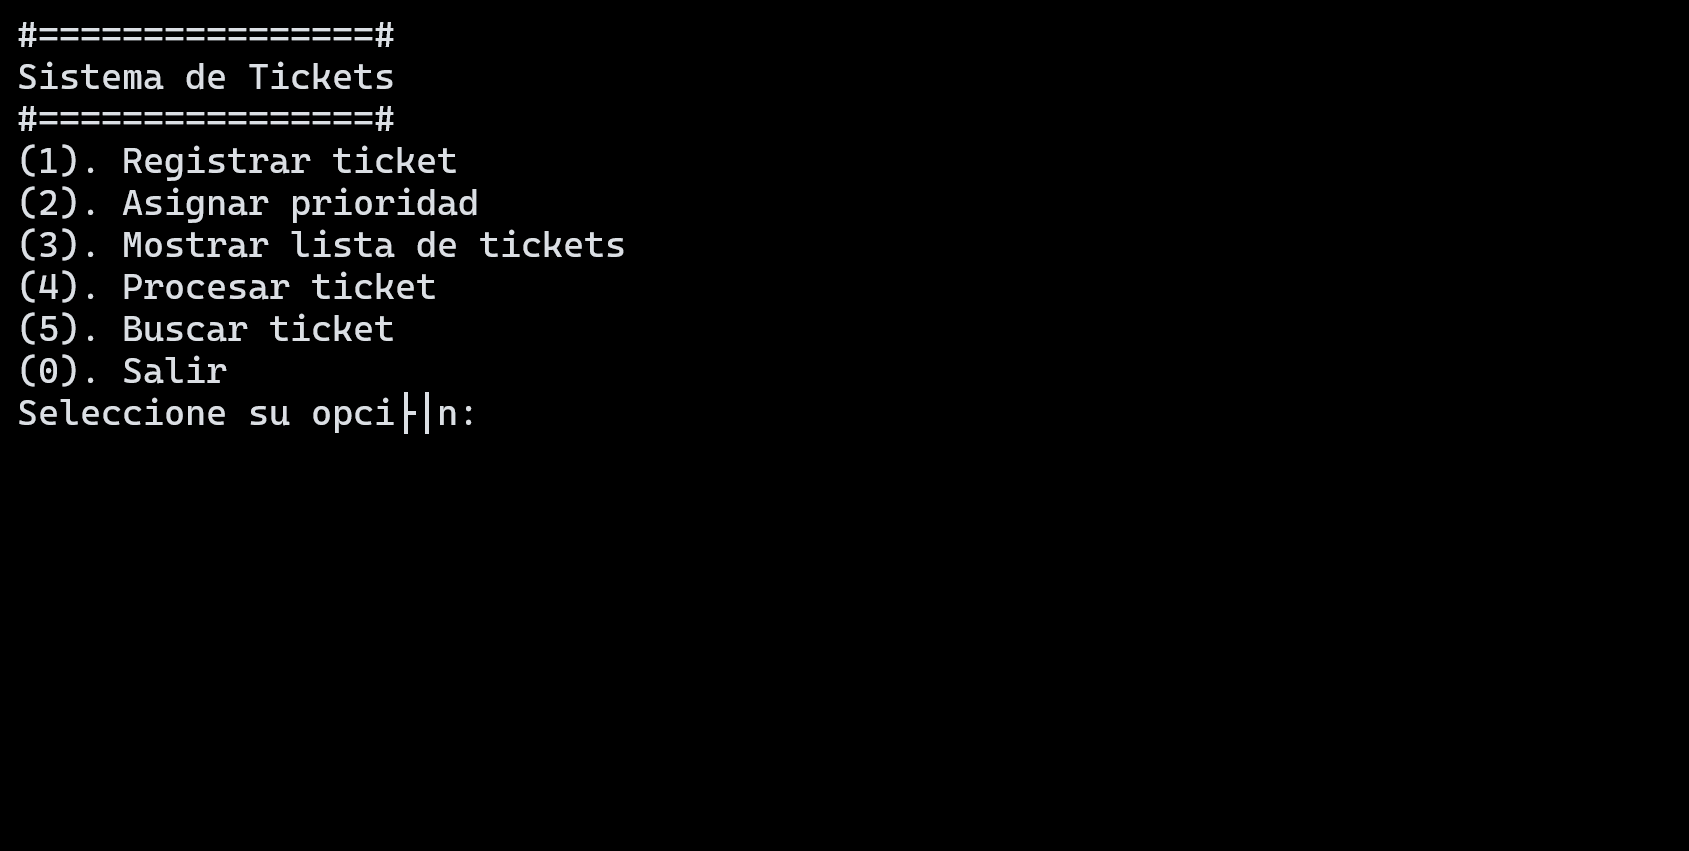 #================#
Sistema de Tickets
#================#
(1). Registrar ticket
(2). Asignar prioridad
(3). Mostrar lista de tickets
(4). Procesar ticket
(5). Buscar ticket
(0). Salir
Seleccione su opci├│n: